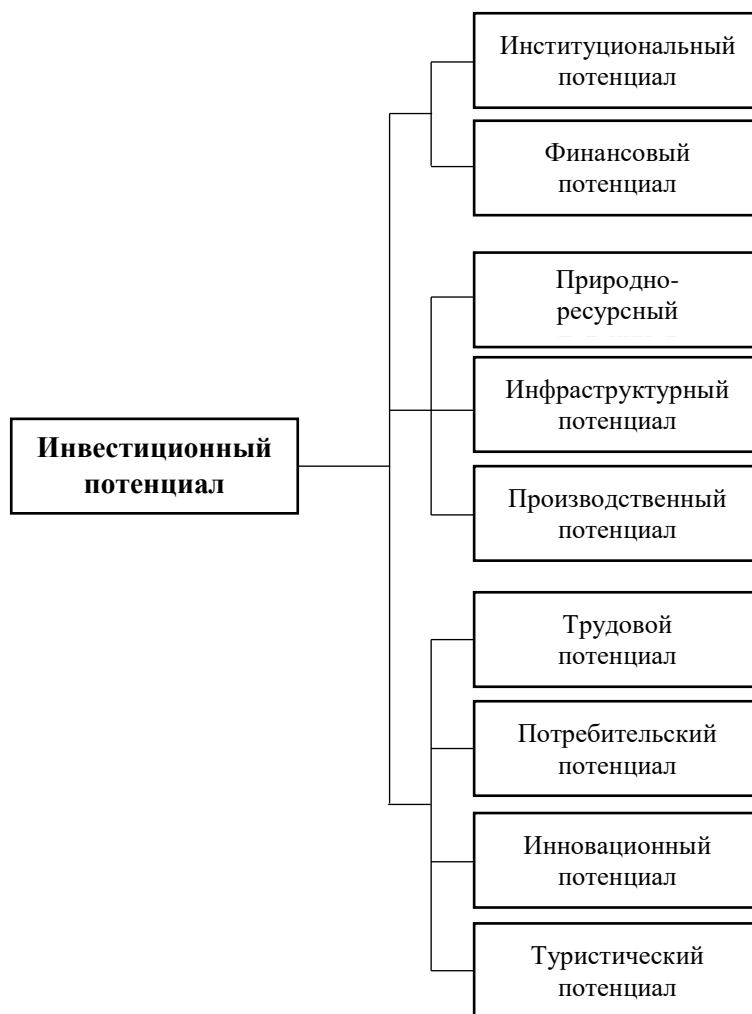 Институциональный
потенциал
Финансовый
потенциал
Природно-
ресурсный
Инфраструктурный
потенциал
Инвестиционный
потенциал
Производственный
потенциал
Трудовой
потенциал
Потребительский
потенциал
Инновационный
потенциал
Туристический
потенциал